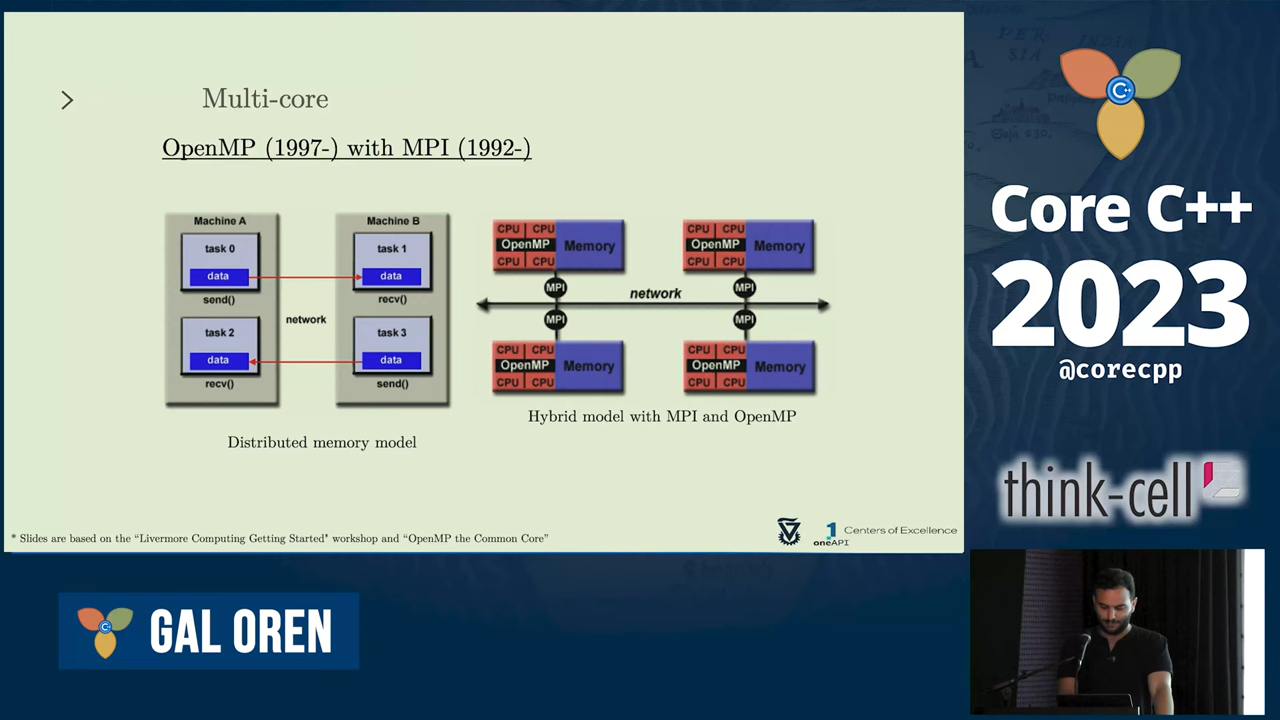 Multi-core
OpenMP (1997-) with MPI (1992-)
Machine A
task 0
data
send()
task 2
data
recv()
network
Machine B
task 1
data
recv()
task 3
data
send()
Distributed memory model
CPU CPU
OpenMP Memory
CPU CPU
MPI
CPU CPU
OpenMP Memory
CPU CPU
MPI
network
MPI
CPU CPU
OpenMP Memory
CPU CPU
MPI
CPU CPU
OpenMP Memory
CPU CPU
Hybrid model with MPI and OpenMP
* Slides are based on the “Livermore Computing Getting Started" workshop and “OpenMP the Common Core”
1
oneAPI
Centers of Excellence
C++
Core C++
2023
@corecpp
think-cell
C++
GAL OREN